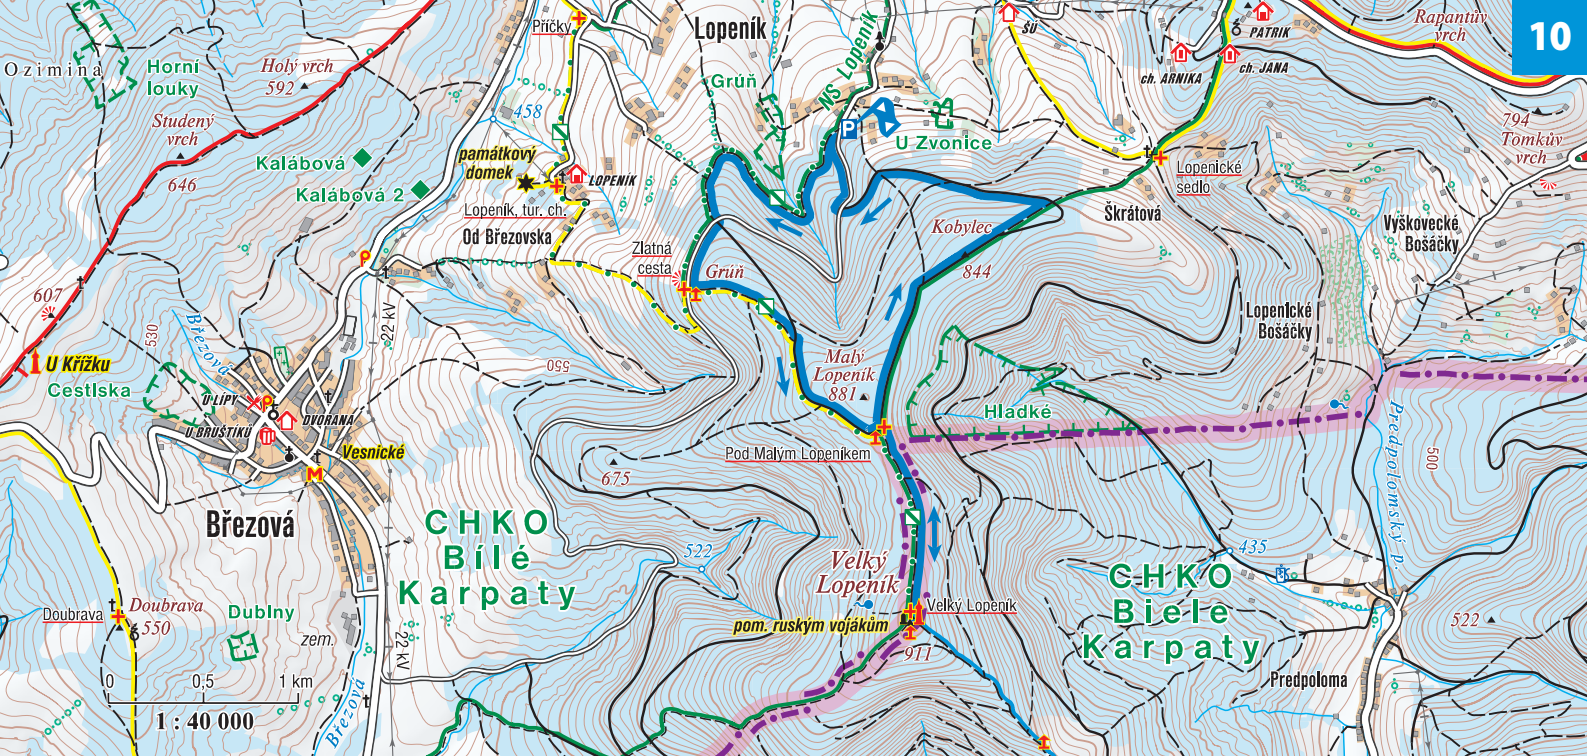 Příčky
Lopeník
ŠÚ
PATRIK
Rapantův
vrch
10
Ozimina
Horní
louky
Holý vrch
592
Grúň
NS Lopeník
ch. ARNIKA
ch. JANA
458
P
U Zvonice
794
Tomkův
vrch
Studený
vrch
Kalábová
646
Kalábová 2
památkový
domek
LOPENÍK
Lopenické
sedlo
Lopeník, tur. ch.
Od Březovska
Škrátová
Vyškovecké
Bošáčky
Zlatná
cesta
Grúň
Kobylec
844
P
607
22 kV
530
Březová
Lopenické
Bošáčky
550
U Křížku
Cestiska
Malý
Lopeník
881
U LÍPY
P
DVORANA
U BRUŠTÍKŮ
Hladké
Vesnické
M
Pod Malým Lopeníkem
Predpolomský p.
500
675
Březová
CHKO
Bílé
Karpaty
522
Velký
Lopeník
435
CHKO
Biele
Karpaty
Doubrava
Doubrava
550
Dubiny
zem.
22 kV
Velký Lopeník
pom. ruským vojákům
911
522
Predpoloma
0
0,5
1 km
1 : 40 000
Březová